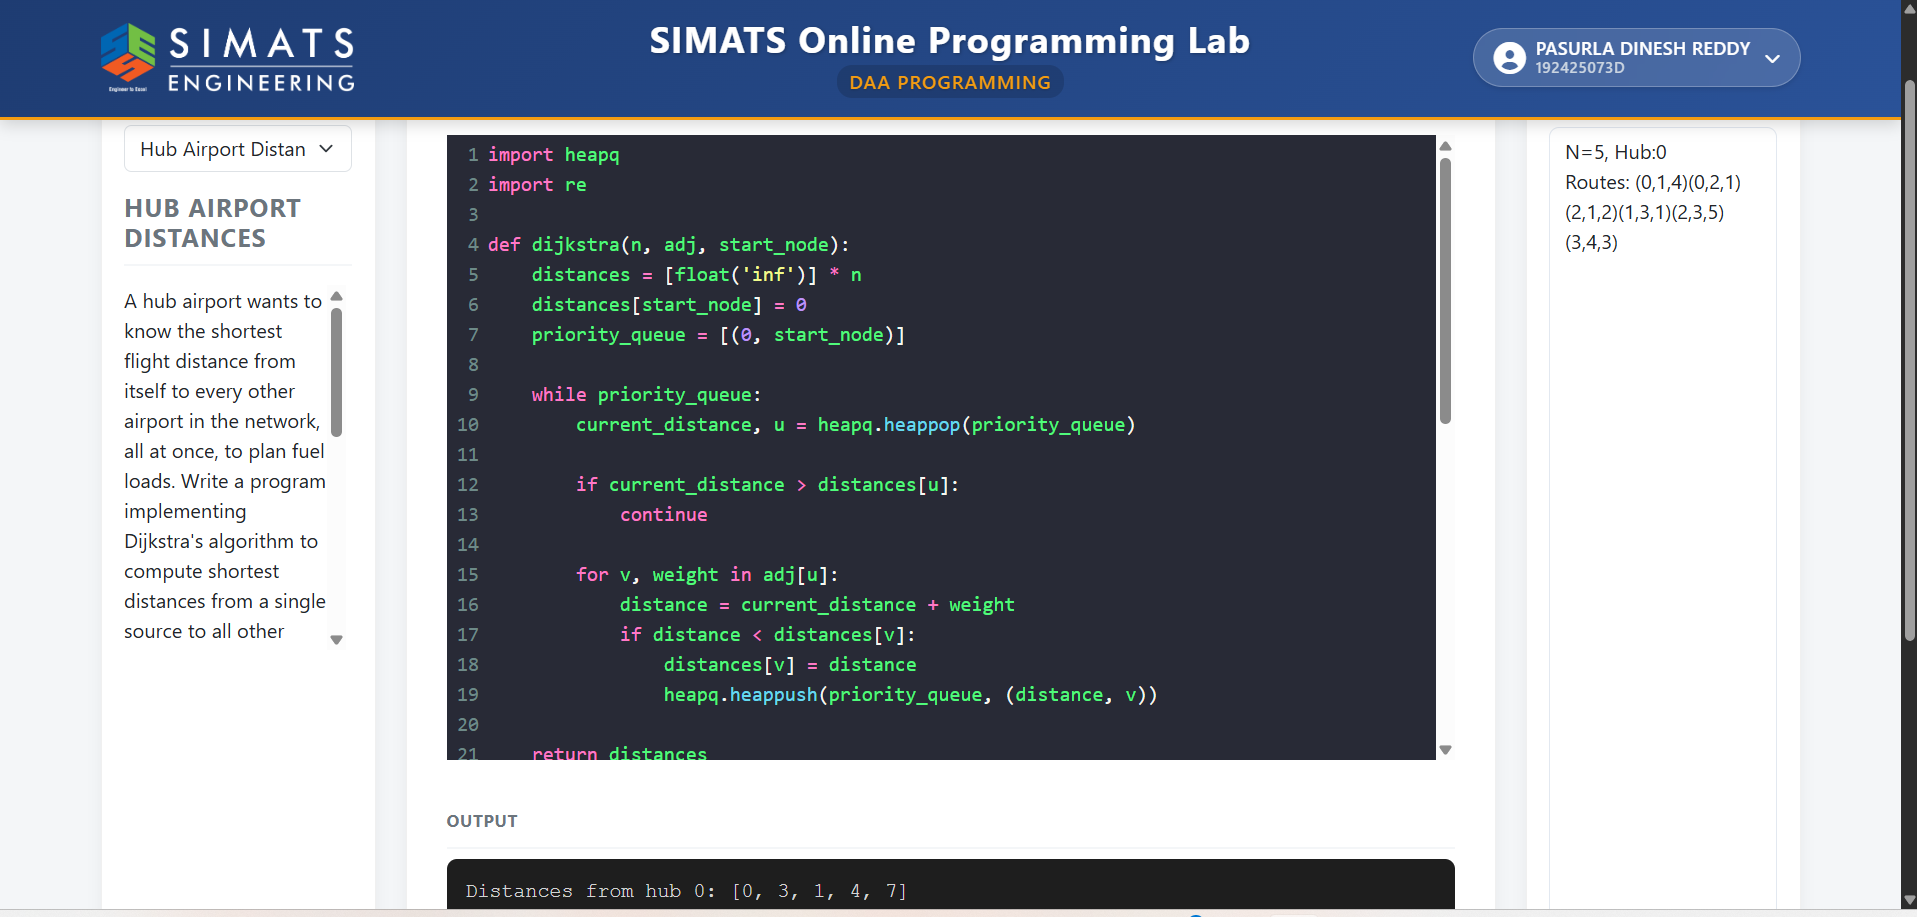 SIMATS
ENGINEERING
Engineer to Excel
SIMATS Online Programming Lab
DAA PROGRAMMING
PASURLA DINESH REDDY
192425073D
Hub Airport Distan
HUB AIRPORT
DISTANCES
A hub airport wants to
know the shortest
flight distance from
itself to every other
airport in the network,
all at once, to plan fuel
loads. Write a program
implementing
Dijkstra's algorithm to
compute shortest
distances from a single
source to all other
1 import heapq
2 import re
3
4 def dijkstra(n, adj, start_node):
5     distances = [float('inf')] * n
6     distances[start_node] = 0
7     priority_queue = [(0, start_node)]
8
9     while priority_queue:
10         current_distance, u = heapq.heappop(priority_queue)
11
12         if current_distance > distances[u]:
13             continue
14
15         for v, weight in adj[u]:
16             distance = current_distance + weight
17             if distance < distances[v]:
18                 distances[v] = distance
19                 heapq.heappush(priority_queue, (distance, v))
20
21     return distances
OUTPUT
Distances from hub 0: [0, 3, 1, 4, 7]
N=5, Hub:0
Routes: (0,1,4)(0,2,1)
(2,1,2)(1,3,1)(2,3,5)
(3,4,3)